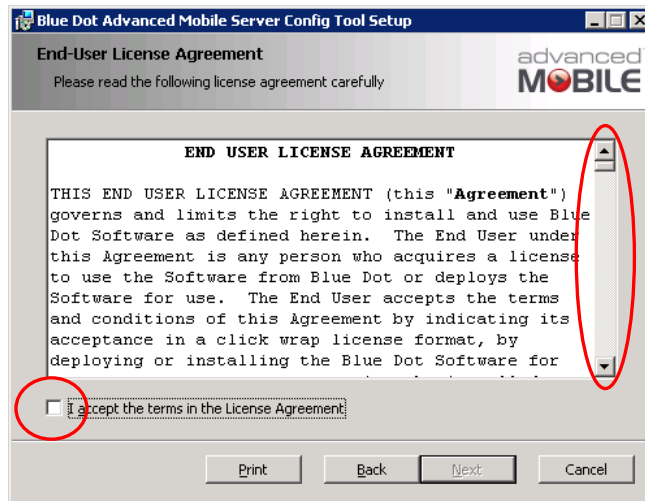 Blue Dot Advanced Mobile Server Config Tool Setup
End-User License Agreement
Please read the following license agreement carefully
advanced
MOBILE
END USER LICENSE AGREEMENT
THIS END USER LICENSE AGREEMENT (this "Agreement")
governs and limits the right to install and use Blue
Dot Software as defined herein.  The End User under
this Agreement is any person who acquires a license
to use the Software from Blue Dot or deploys the
Software for use.  The End User accepts the terms
and conditions of this Agreement by indicating its
acceptance in a click wrap license format, by
deploying or installing the Blue Dot Software for
I accept the terms in the License Agreement
Print Back Next Cancel